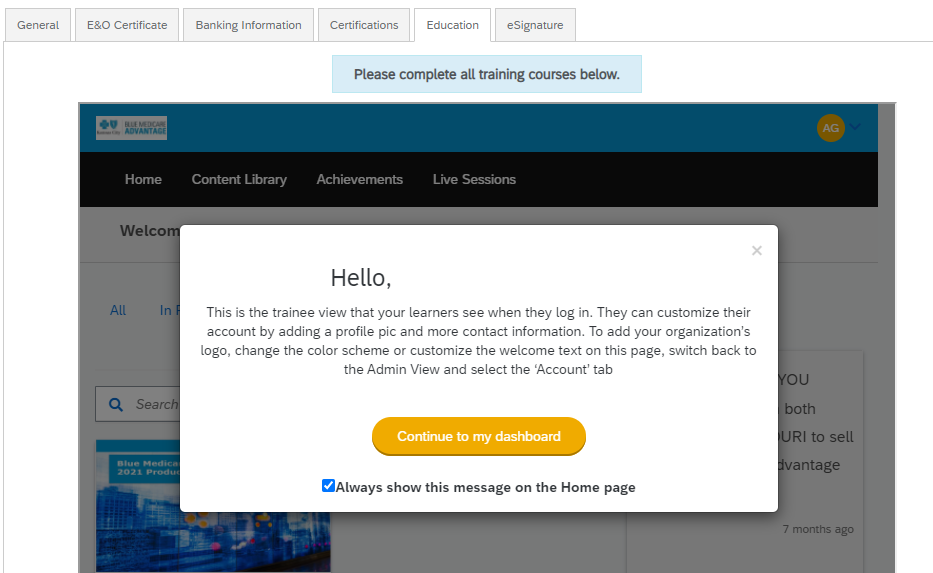 General
E&O Certificate
Banking Information
Certifications
Education
eSignature
Please complete all training courses below.
BLUE MEDICARE
ADVANTAGE
AG
Home
Content Library
Achievements
Live Sessions
Welcom
×
Hello,
All
In
This is the trainee view that your learners see when they log in. They can customize their
account by adding a profile pic and more contact information. To add your organization's
logo, change the color scheme or customize the welcome text on this page, switch back to
the Admin View and select the 'Account' tab
YOU
both
URI to sell
dvantage
Search
Continue to my dashboard
Blue Medica
2021 Produ
Always show this message on the Home page
7 months ago